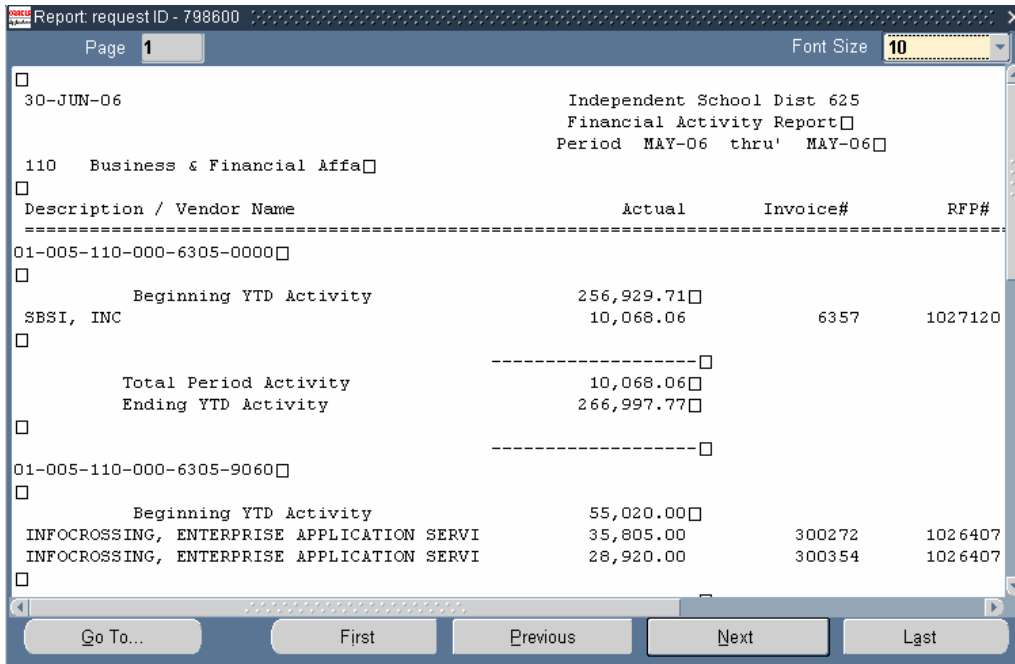 Report: request ID - 798600
Page 1 Font Size 10
30-JUN-06 Independent School Dist 625
Financial Activity Report
Period MAY-06 thru' MAY-06
110 Business & Financial Affa
Description / Vendor Name Actual Invoice# RFP#
================================================================================
01-005-110-000-6305-0000
Beginning YTD Activity 256,929.71
SBSI, INC 10,068.06 6357 1027120
-------------------
Total Period Activity 10,068.06
Ending YTD Activity 266,997.77
-------------------
01-005-110-000-6305-9060
Beginning YTD Activity 55,020.00
INFOCROSSING, ENTERPRISE APPLICATION SERVI 35,805.00 300272 1026407
INFOCROSSING, ENTERPRISE APPLICATION SERVI 28,920.00 300354 1026407
Go To... First Previous Next Last